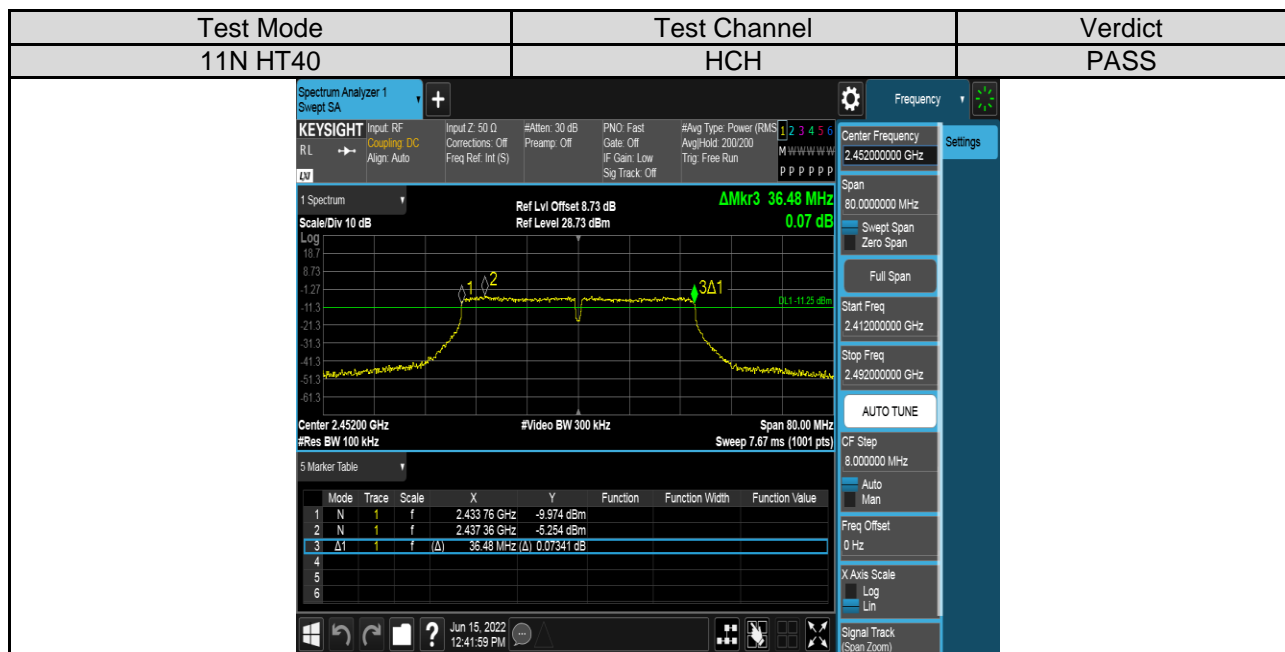 Test Mode Test Channel Verdict
11N HT40 HCH PASS
Spectrum Analyzer 1
Swept SA
+
Frequency
KEYSIGHT
RL
LXI
Input: RF
Coupling: DC
Align: Auto
Input Z: 50 Ω
Corrections: Off
Freq Ref: Int (S)
#Atten: 30 dB
Preamp: Off
PNO: Fast
Gate: Off
IF Gain: Low
Sig Track: Off
#Avg Type: Power (RMS
Avg|Hold: 200/200
Trig: Free Run
1 2 3 4 5 6
M W W W W W
P P P P P P
Settings
Center Frequency
2.452000000 GHz
Span
80.0000000 MHz
Swept Span
Zero Span
Full Span
Start Freq
2.412000000 GHz
Stop Freq
2.492000000 GHz
AUTO TUNE
CF Step
8.000000 MHz
Auto
Man
Freq Offset
0 Hz
X Axis Scale
Log
Lin
Signal Track
(Span Zoom)
1 Spectrum
Scale/Div 10 dB
Ref Lvl Offset 8.73 dB
Ref Level 28.73 dBm
ΔMkr3 36.48 MHz
0.07 dB
Log
18.7
8.73
-1.27
-11.3
-21.3
-31.3
-41.3
-51.3
-61.3
1
2
3Δ1
DL1 -11.25 dBm
Center 2.45200 GHz #Video BW 300 kHz Span 80.00 MHz
#Res BW 100 kHz Sweep 7.67 ms (1001 pts)
5 Marker Table
Mode Trace Scale X Y Function Function Width Function Value
1 N 1 f 2.433 76 GHz -9.974 dBm
2 N 1 f 2.437 36 GHz -5.254 dBm
3 Δ1 1 f (Δ) 36.48 MHz (Δ) 0.07341 dB
4
5
6
?
Jun 15, 2022
12:41:59 PM